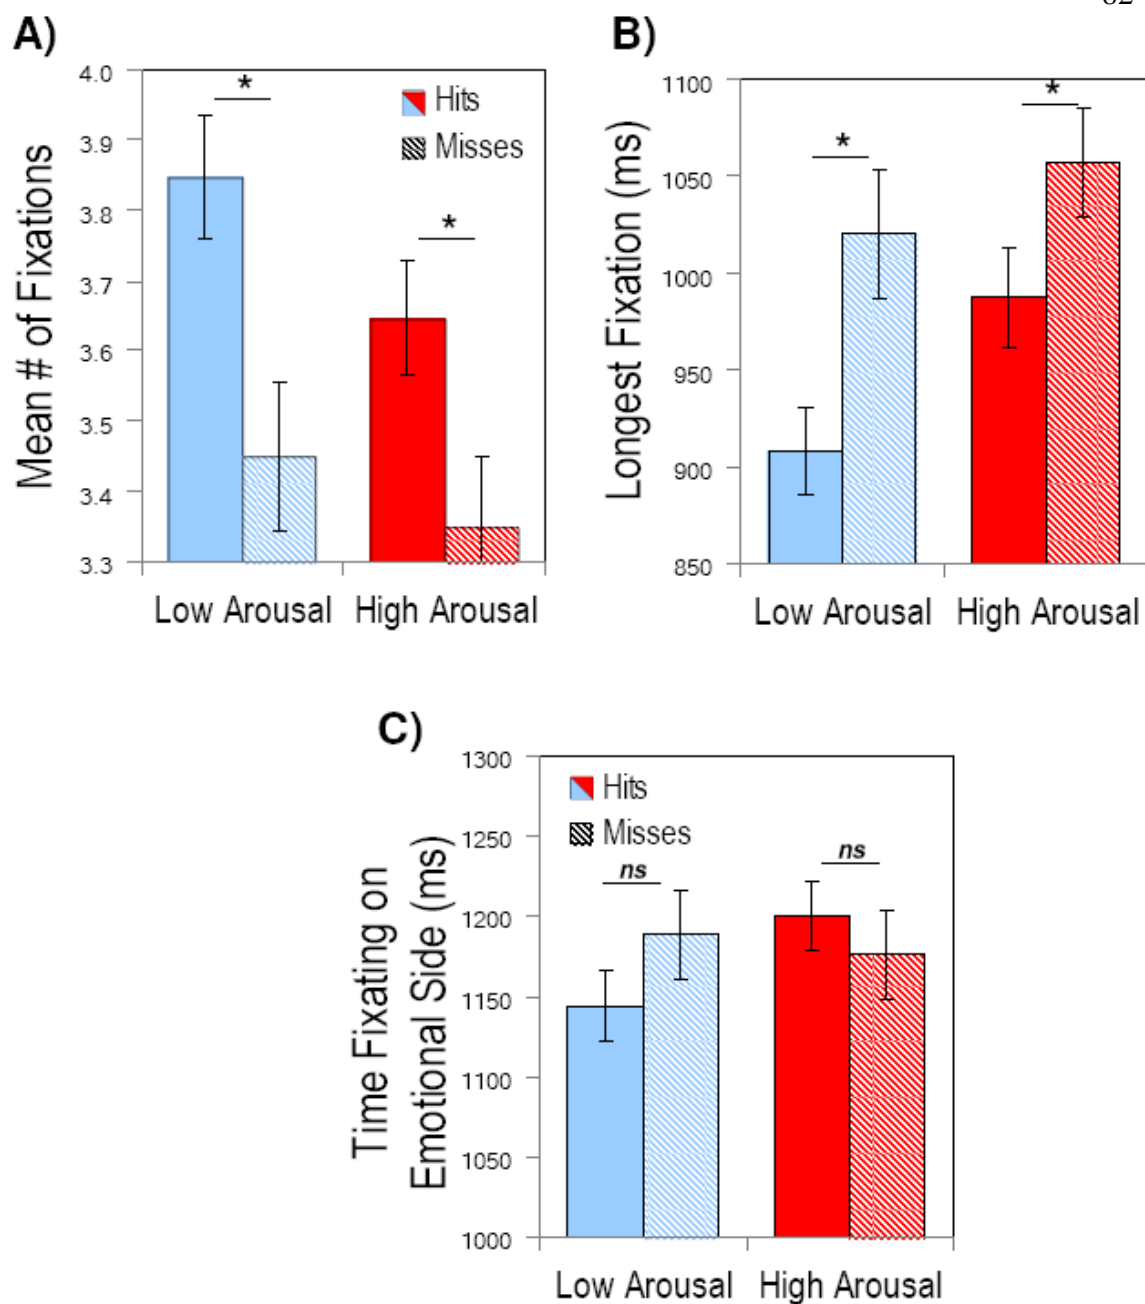 A)
4.0
3.9
3.8
3.7
3.6
3.5
3.4
3.3
Mean # of Fixations
*
*
Hits
Misses
Low Arousal
High Arousal
B)
1100
1050
1000
950
900
850
Longest Fixation (ms)
*
*
Low Arousal
High Arousal
C)
1300
1250
1200
1150
1100
1050
1000
Time Fixating on
Emotional Side (ms)
Hits
Misses
ns
ns
Low Arousal
High Arousal